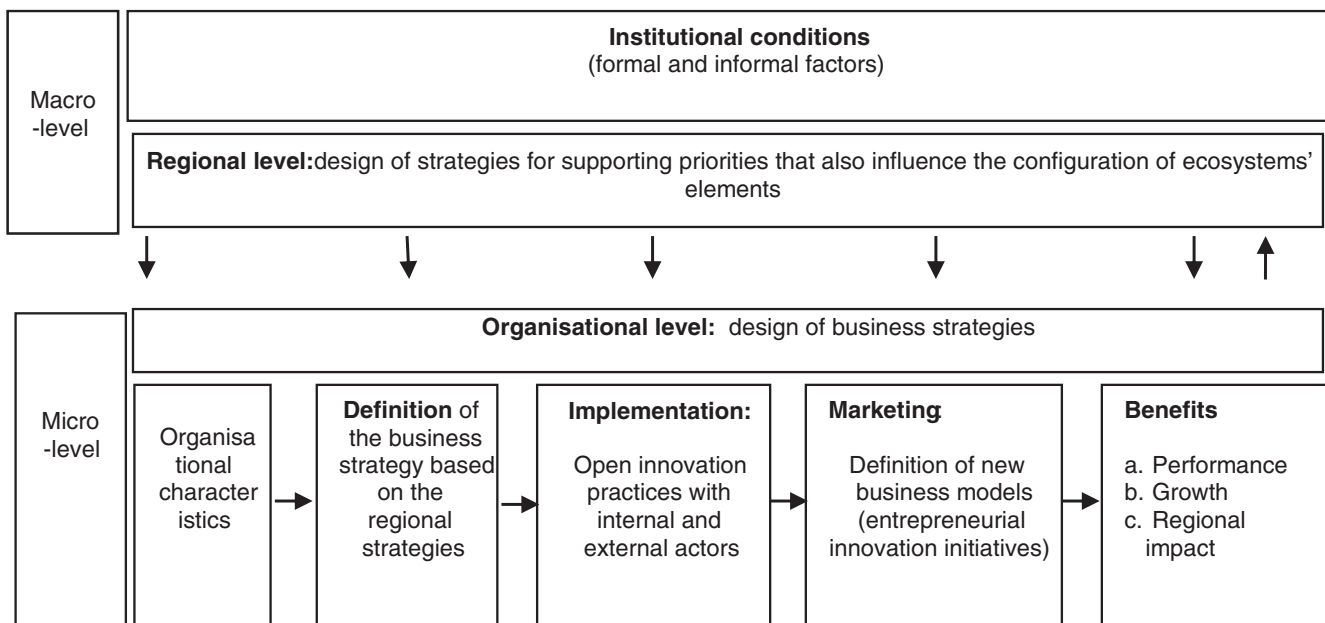 Institutional conditions
(formal and informal factors)
Macro
-level
Regional level:design of strategies for supporting priorities that also influence the configuration of ecosystems’
elements
Organisational level: design of business strategies
Micro
-level
Organisa
tional
character
istics
Definition of
the business
strategy based
on the
regional
strategies
Implementation:
Open innovation
practices with
internal and
external actors
Marketing:
Definition of new
business models
(entrepreneurial
innovation initiatives)
Benefits
a. Performance
b. Growth
c. Regional
impact